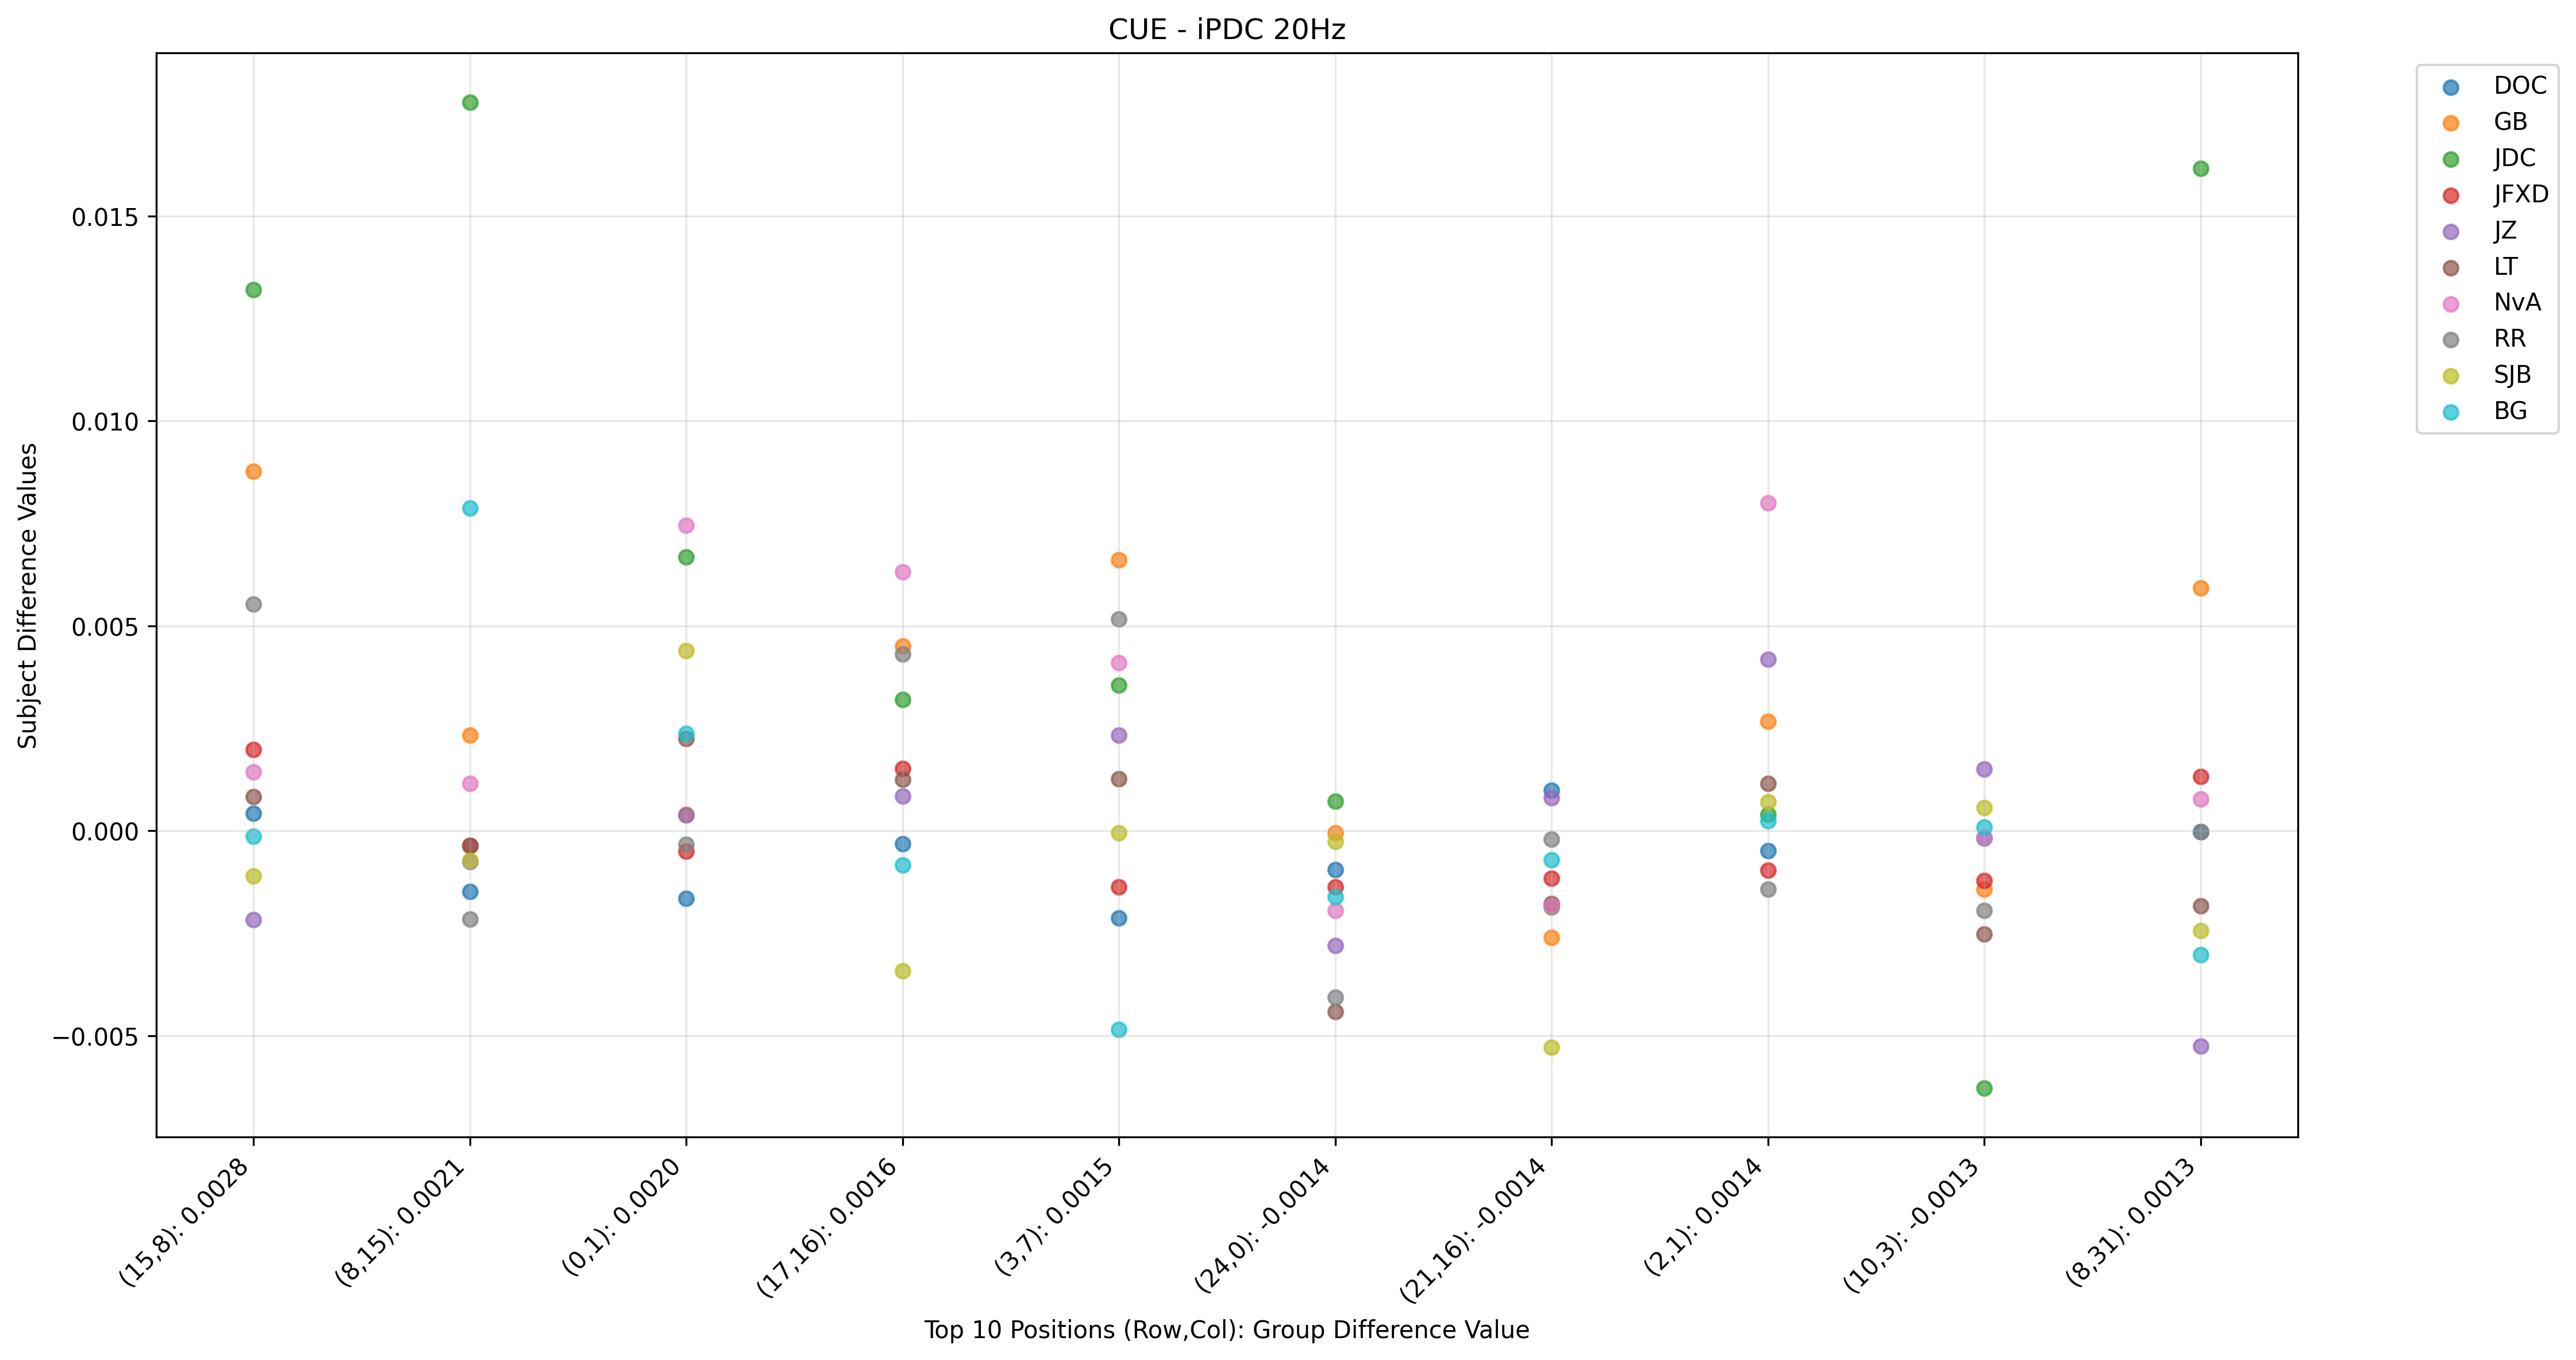 CUE - iPDC 20Hz
Subject Difference Values
0.015
0.010
0.005
0.000
−0.005
(15,8): 0.0028
(8,15): 0.0021
(0,1): 0.0020
(17,16): 0.0016
(3,7): 0.0015
(24,0): -0.0014
(21,16): -0.0014
(2,1): 0.0014
(10,3): -0.0013
(8,31): 0.0013
Top 10 Positions (Row,Col): Group Difference Value
DOC
GB
JDC
JFXD
JZ
LT
NvA
RR
SJB
BG